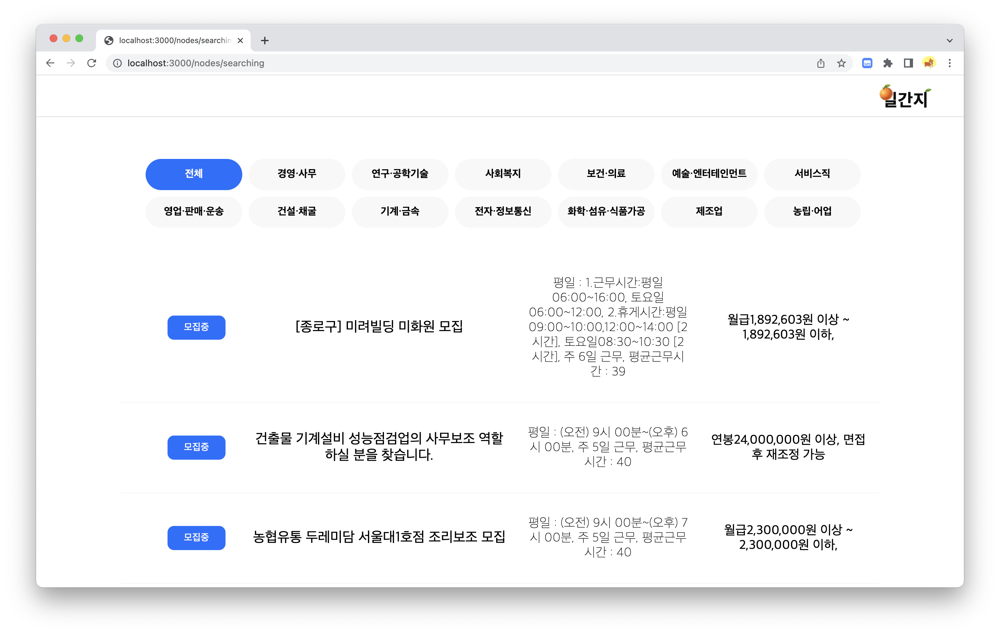 localhost:3000/nodes/searchin
localhost:3000/nodes/searching
일간지
전체
경영·사무
연구·공학기술
사회복지
보건·의료
예술·엔터테인먼트
서비스직
영업·판매·운송
건설·채굴
기계·금속
전자·정보통신
화학·섬유·식품가공
제조업
농립·어업
모집중
[종로구] 미려빌딩 미화원 모집
평일 : 1.근무시간:평일
06:00~16:00, 토요일
06:00~12:00, 2.휴게시간:평일
09:00~10:00,12:00~14:00 [2
시간], 토요일08:30~10:30 [2
시간], 주 6일 근무, 평균근무시
간 : 39
월급1,892,603원 이상 ~
1,892,603원 이하,
모집중
건출물 기계설비 성능점검업의 사무보조 역할
하실 분을 찾습니다.
평일 : (오전) 9시 00분~(오후) 6
시 00분, 주 5일 근무, 평균근무
시간 : 40
연봉24,000,000원 이상, 면접
후 재조정 가능
모집중
농협유통 두레미담 서울대1호점 조리보조 모집
평일 : (오전) 9시 00분~(오후) 7
시 00분, 주 5일 근무, 평균근무
시간 : 40
월급2,300,000원 이상 ~
2,300,000원 이하,